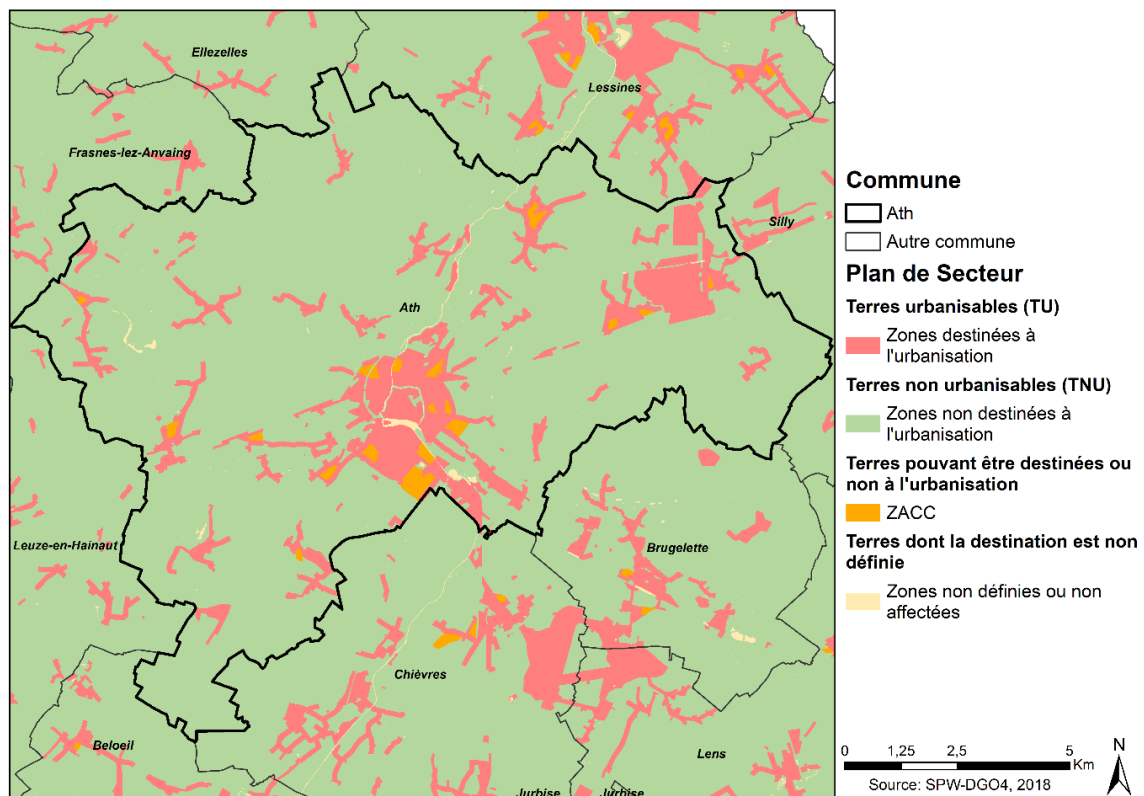 Ellezelles
Lessines
Frasnes-lez-Anvaing
Silly
Ath
Leuze-en-Hainaut
Brugelette
Chièvres
Beloeil
Lens
Jurbise
Jurbise
Commune
Ath
Autre commune
Plan de Secteur
Terres urbanisables (TU)
Zones destinées à
l'urbanisation
Terres non urbanisables (TNU)
Zones non destinées à
l'urbanisation
Terres pouvant être destinées ou
non à l'urbanisation
ZACC
Terres dont la destination est non
définie
Zones non définies ou non
affectées
0 1,25 2,5 5
Km
N
Source: SPW-DGO4, 2018